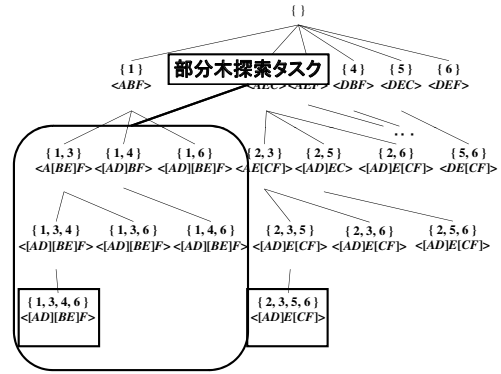 { }
{ 1 } 部分木探索タスク { 4 } { 5 } { 6 }
<ABF> <AEC> <AEF> <DBF> <DEC> <DEF>
...
{ 1, 3 } { 1, 4 } { 1, 6 } { 2, 3 } { 2, 5 } { 2, 6 } { 5, 6 }
<A[BE]F> <[AD]BF> <[AD][BE]F> <AE[CF]> <[AD]EC> <[AD]E[CF]> <DE[CF]>
{ 1, 3, 4 } { 1, 3, 6 } { 1, 4, 6 } { 2, 3, 5 } { 2, 3, 6 } { 2, 5, 6 }
<[AD][BE]F> <[AD][BE]F> <[AD][BE]F> <[AD]E[CF]> <[AD]E[CF]> <[AD]E[CF]>
{ 1, 3, 4, 6 } { 2, 3, 5, 6 }
<[AD][BE]F> <[AD]E[CF]>